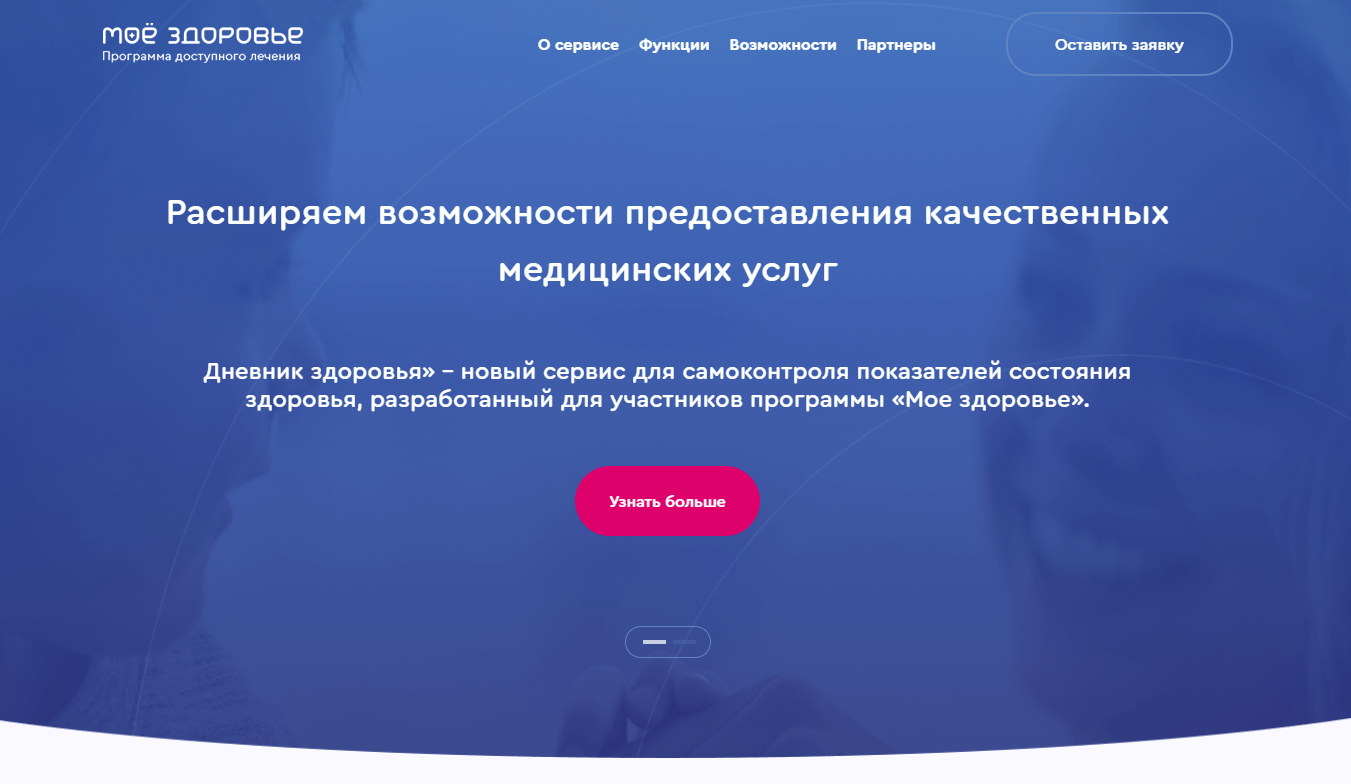 МОЁ ЗДОРОВЬЕ
Программа доступного лечения
О сервисе Функции Возможности Партнеры Оставить заявку
Расширяем возможности предоставления качественных
медицинских услуг
Дневник здоровья» – новый сервис для самоконтроля показателей состояния
здоровья, разработанный для участников программы «Мое здоровье».
Узнать больше